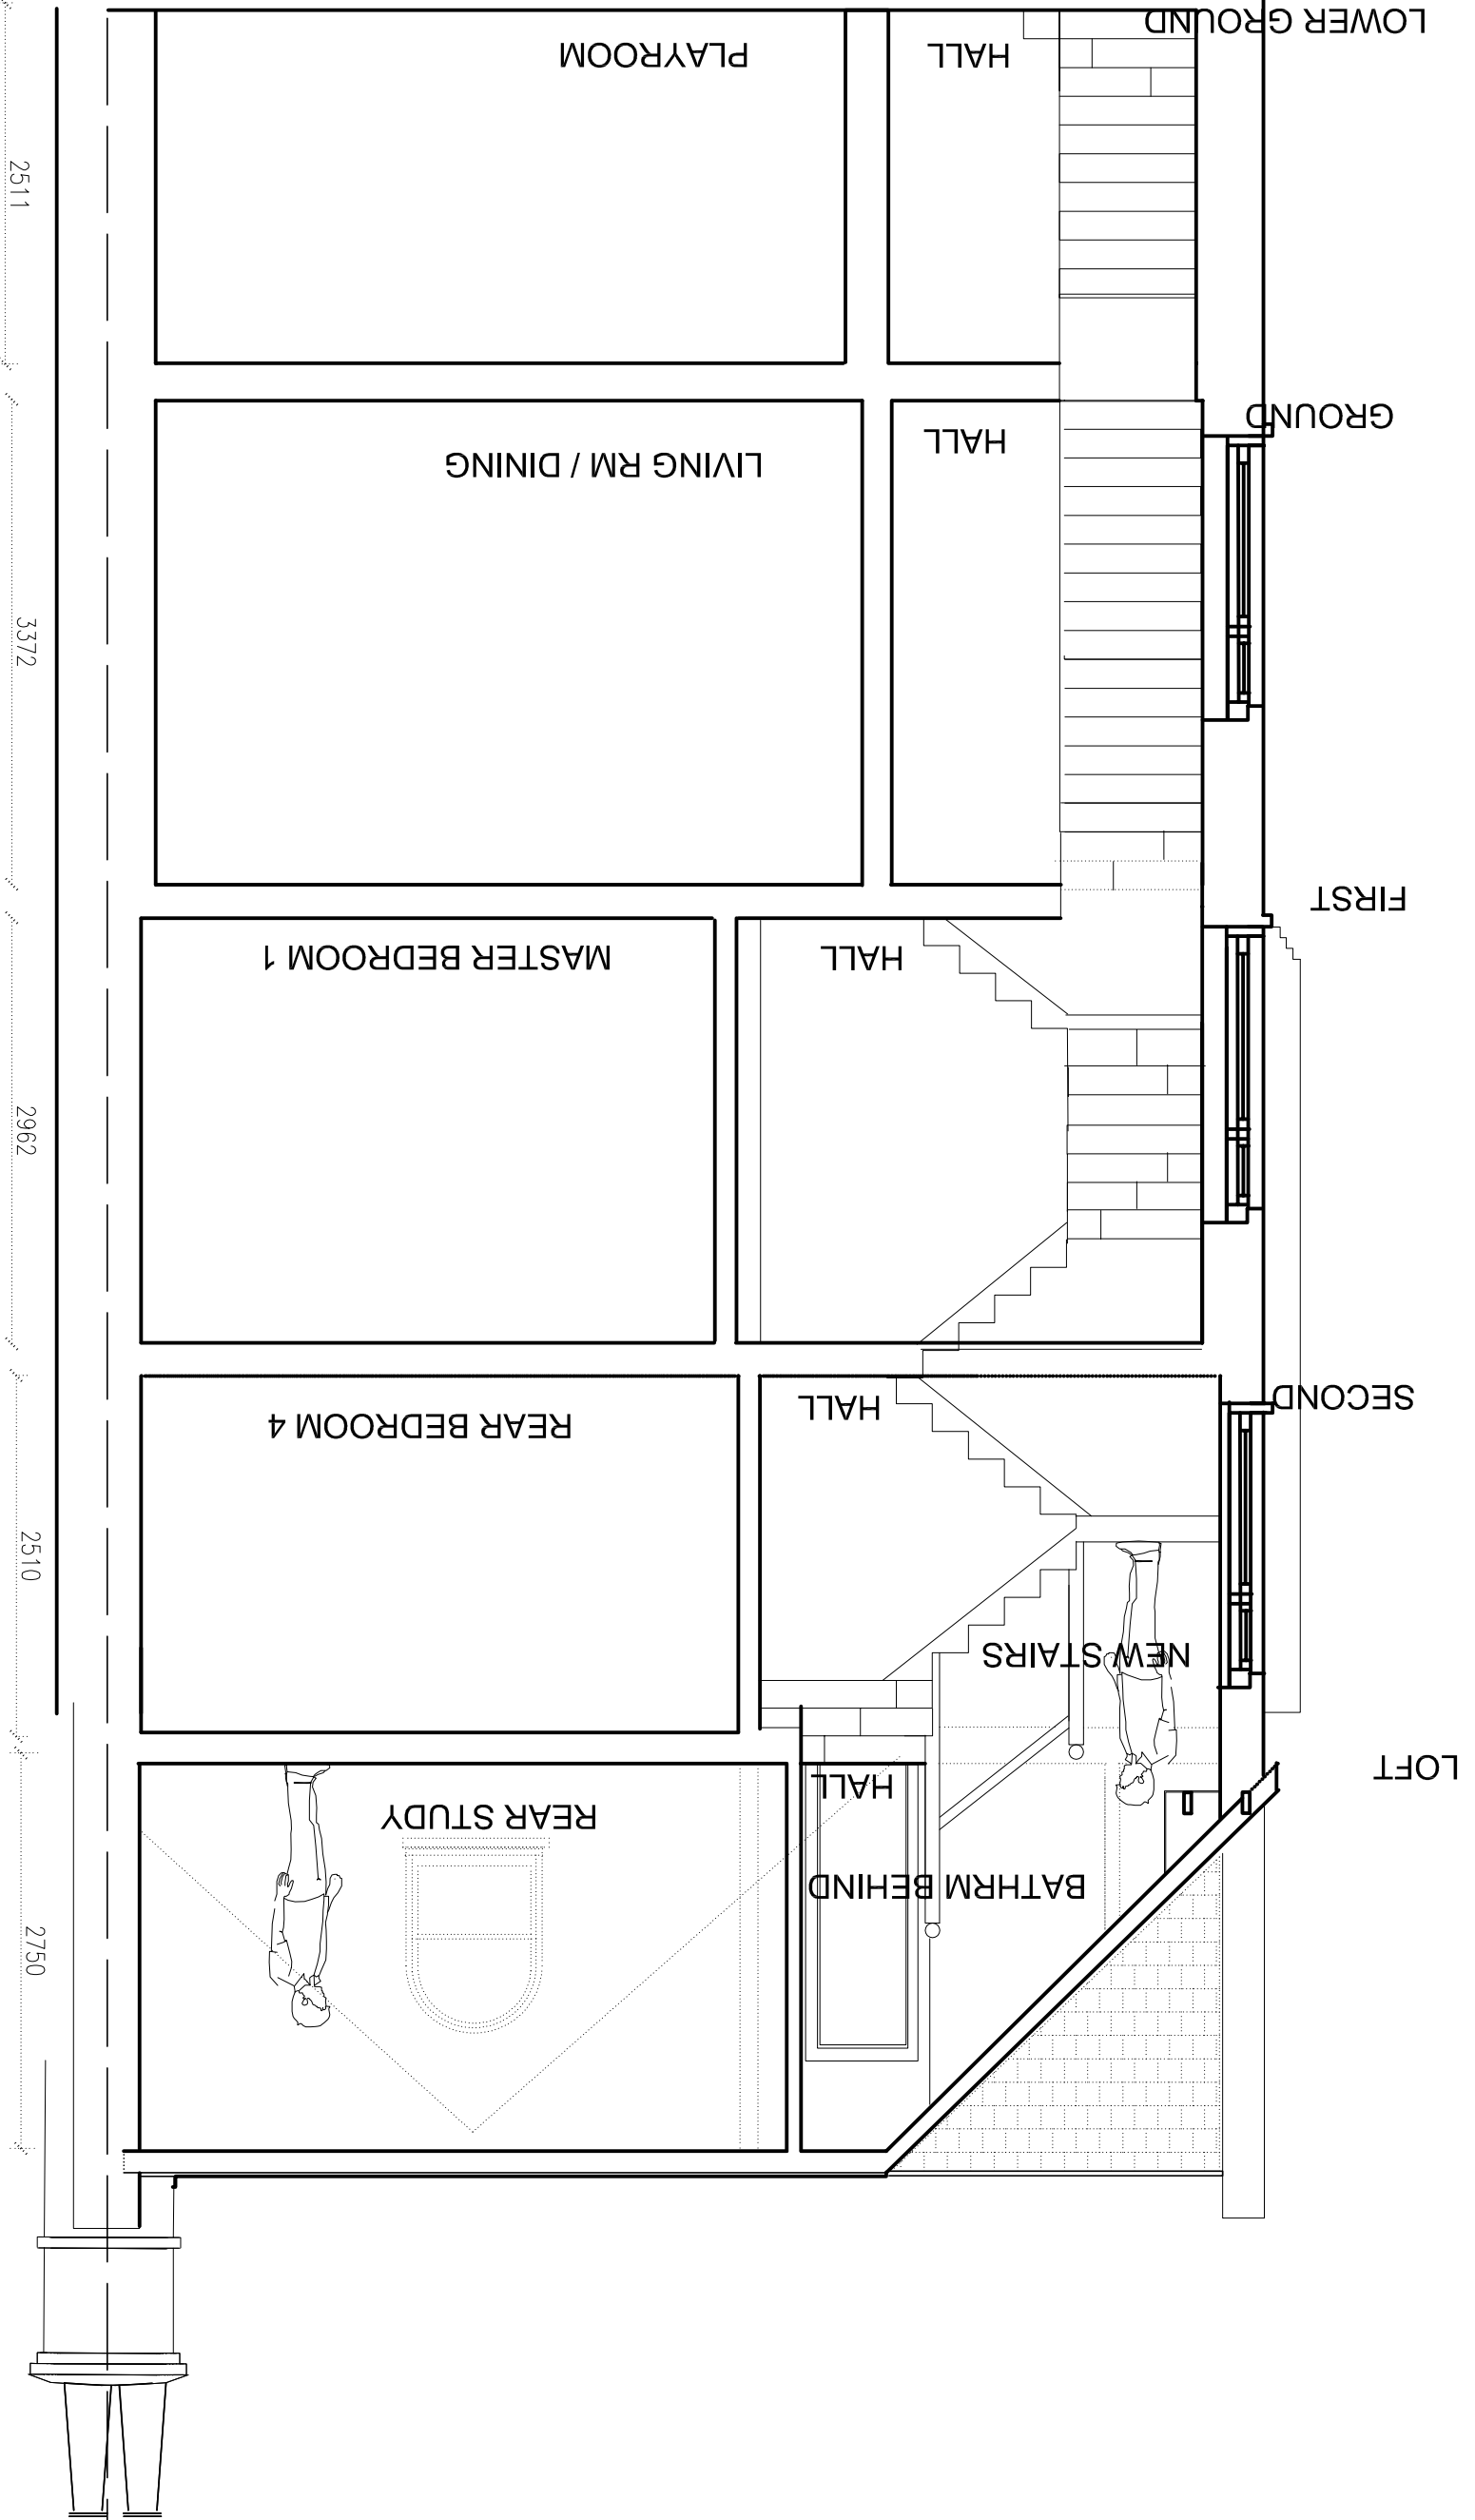 2750
BATHRM BEHIND
REAR STUDY
HALL
LOFT
NEW STAIRS
2510
REAR BEDROOM 4
HALL
SECOND
2962
HALL
MASTER BEDROOM 1
FIRST
3372
LIVING RM / DINING
HALL
GROUND
2511
HALL
PLAYROOM
LOWER GROUND